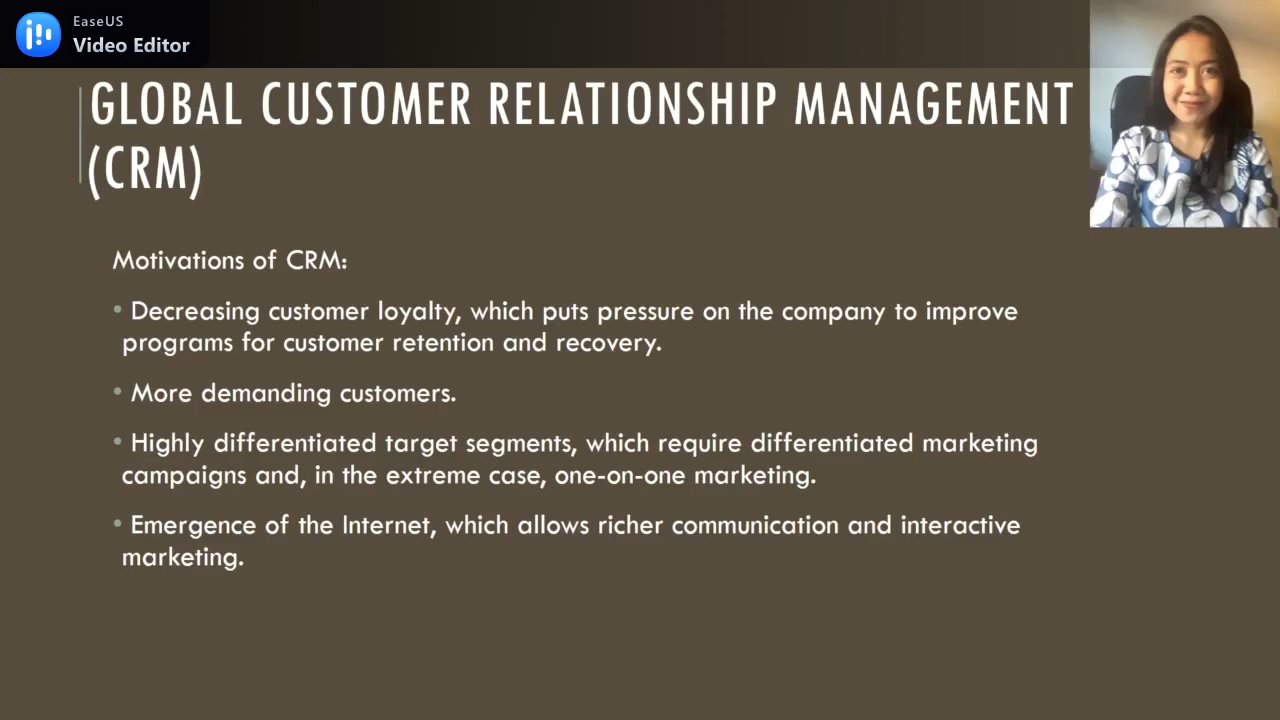 EaseUS
Video Editor
GLOBAL CUSTOMER RELATIONSHIP MANAGEMENT
(CRM)
Motivations of CRM:
• Decreasing customer loyalty, which puts pressure on the company to improve
programs for customer retention and recovery.
• More demanding customers.
• Highly differentiated target segments, which require differentiated marketing
campaigns and, in the extreme case, one-on-one marketing.
• Emergence of the Internet, which allows richer communication and interactive
marketing.